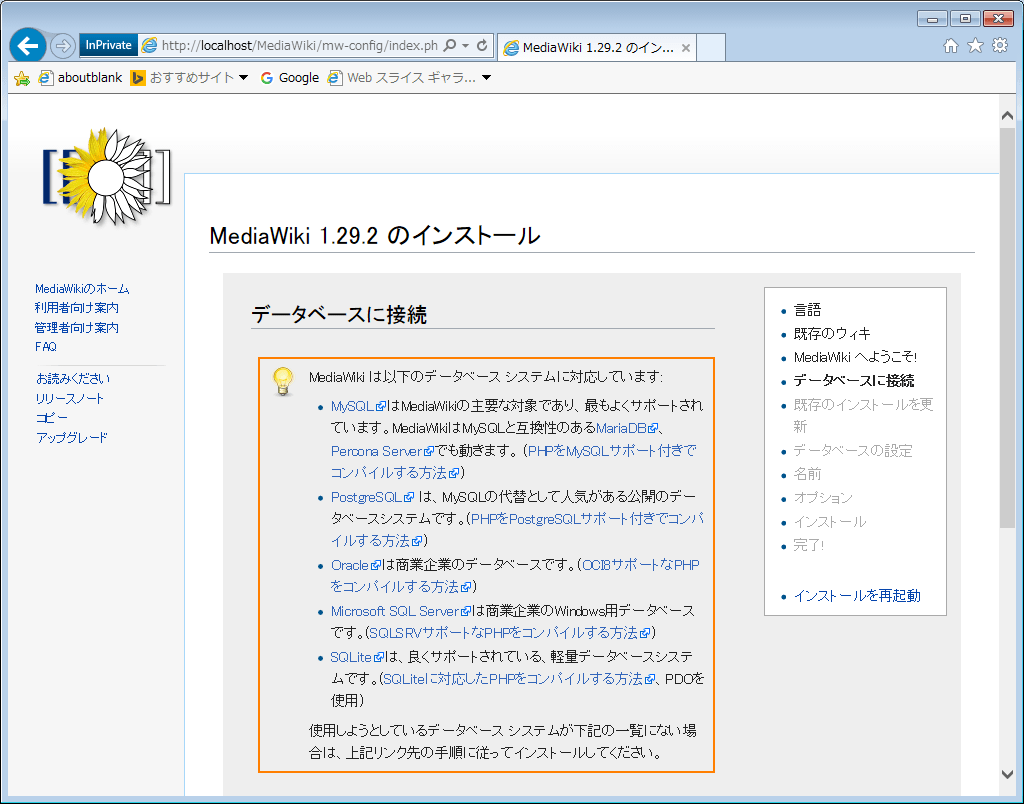 InPrivate
http://localhost/MediaWiki/mw-config/index.ph
MediaWiki 1.29.2 のイン...
aboutblank
おすすめサイト
Google
Web スライス ギャラ...
MediaWikiのホーム
利用者向け案内
管理者向け案内
FAQ
お読みください
リリースノート
コピー
アップグレード
MediaWiki 1.29.2 のインストール
データベースに接続
MediaWiki は以下のデータベース システムに対応しています:
MySQLはMediaWikiの主要な対象であり、最もよくサポートされ
ています。MediaWikiはMySQLと互換性のあるMariaDB、
Percona Serverでも動きます。 (PHPをMySQLサポート付きで
コンパイルする方法)
PostgreSQL は、MySQLの代替として人気がある公開のデー
タベースシステムです。(PHPをPostgreSQLサポート付きでコンパ
イルする方法)
Oracleは商業企業のデータベースです。(OCI8サポートなPHP
をコンパイルする方法)
Microsoft SQL Serverは商業企業のWindows用データベース
です。(SQLSRVサポートなPHPをコンパイルする方法)
SQLiteは、良くサポートされている、軽量データベースシステ
ムです。(SQLiteに対応したPHPをコンパイルする方法、PDOを
使用)
使用しようとしているデータベース システムが下記の一覧にない場
合は、上記リンク先の手順に従ってインストールしてください。
言語
既存のウィキ
MediaWiki へようこそ!
データベースに接続
既存のインストールを更
新
データベースの設定
名前
オプション
インストール
完了!
インストールを再起動